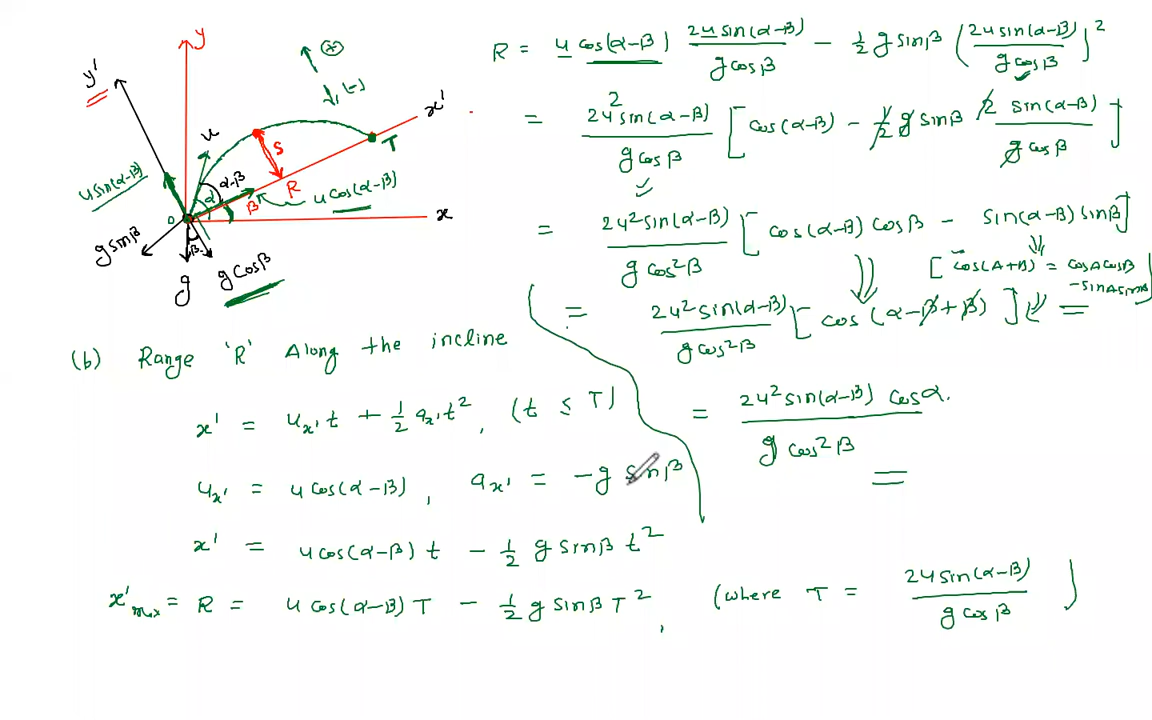 y
y'
(+)
↓, (-)
x'
u
S
T
u sin(α-β)
α-β
R
α
β
u cos(α-β)
o
x
g sinβ
β
g cosβ
g
(b) Range 'R' Along the incline
x' = u_x' t + 1/2 a_x' t², (t ≤ T)
u_x' = u cos(α-β), a_x' = -g sinβ
x' = u cos(α-β) t - 1/2 g sinβ t²
x'_max = R = u cos(α-β) T - 1/2 g sinβ T², (where T = 2u sin(α-β) / g cosβ)
R = u cos(α-β) 2u sin(α-β) / g cosβ - 1/2 g sinβ (2u sin(α-β) / g cosβ)²
= 2u² sin(α-β) / g cosβ [cos(α-β) - 1/2 g sinβ 2 sin(α-β) / g cosβ]
= 2u² sin(α-β) / g cos²β [cos(α-β) cosβ - sin(α-β) sinβ]
[cos(A+B) = cosA cosB
- sinA sinB]
= 2u² sin(α-β) / g cos²β [cos(α-β+β)] =
= 2u² sin(α-β) cosα. / g cos²β